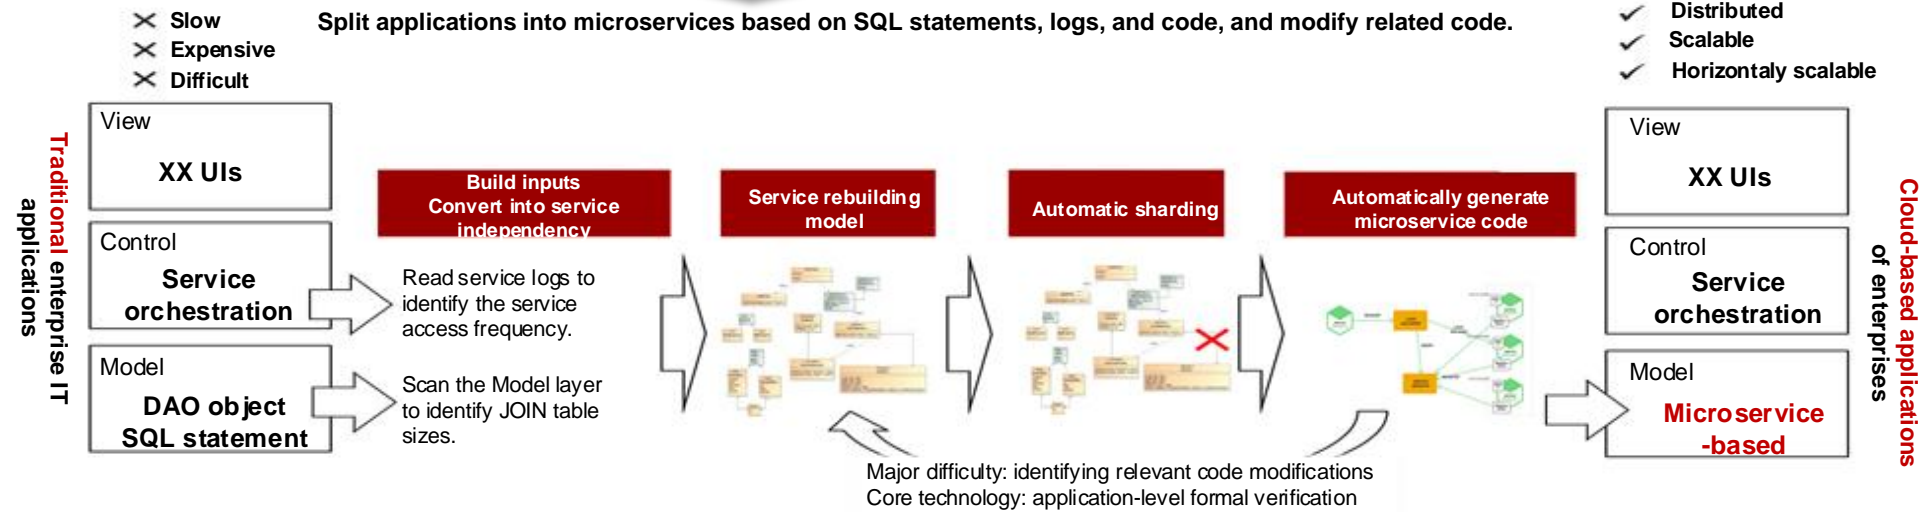 Slow
Expensive
Difficult
Split applications into microservices based on SQL statements, logs, and code, and modify related code.
Distributed
Scalable
Horizontaly scalable
Traditional enterprise IT
applications
View
XX UIs
Control
Service
orchestration
Model
DAO object
SQL statement
Build inputs
Convert into service
independency
Read service logs to
identify the service
access frequency.
Scan the Model layer
to identify JOIN table
sizes.
Service rebuilding
model
Automatic sharding
Automatically generate
microservice code
Major difficulty: identifying relevant code modifications
Core technology: application-level formal verification
View
XX UIs
Control
Service
orchestration
Model
Microservice
-based
Cloud-based applications
of enterprises